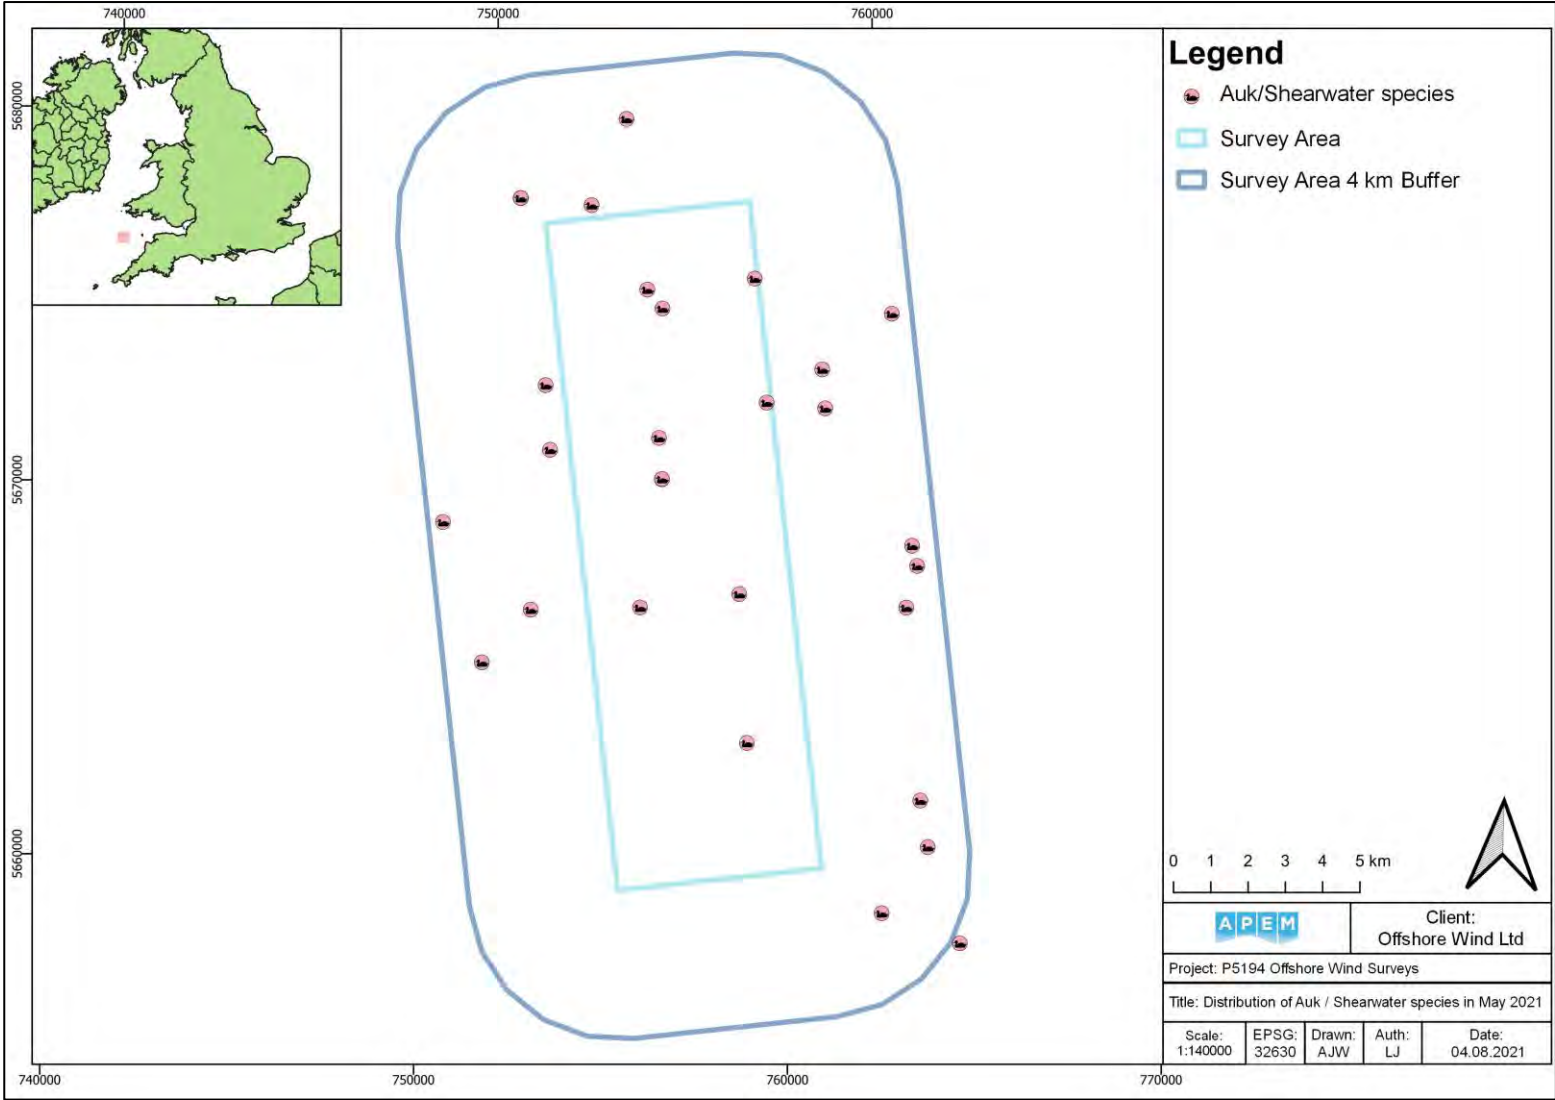 740000
750000
760000
5680000
5670000
5660000
740000
750000
760000
770000
Legend
Auk/Shearwater species
Survey Area
Survey Area 4 km Buffer
0 1 2 3 4 5 km
APEM
Client:
Offshore Wind Ltd
Project: P5194 Offshore Wind Surveys
Title: Distribution of Auk / Shearwater species in May 2021
Scale:
1:140000
EPSG:
32630
Drawn:
AJW
Auth:
LJ
Date:
04.08.2021